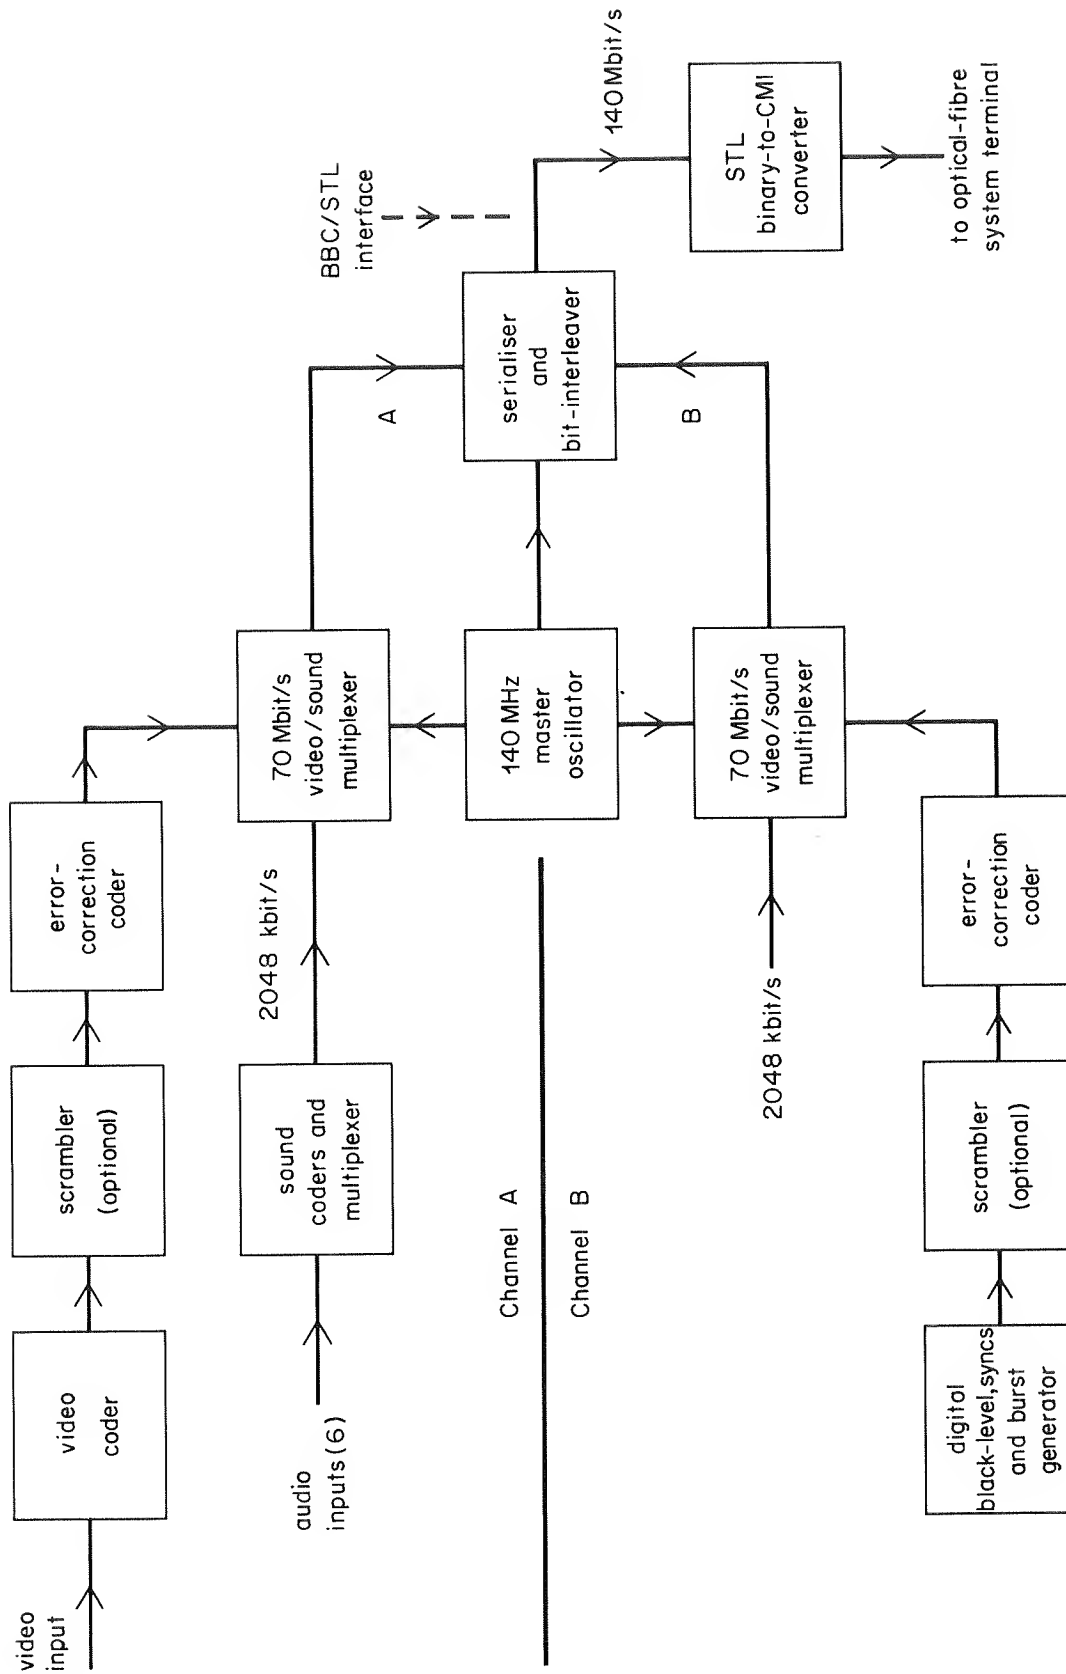 video
input
video
coder
scrambler
(optional)
error-
correction
coder
audio
inputs (6)
sound
coders and
multiplexer
2048 kbit/s
70 Mbit/s
video/sound
multiplexer
A
BBC/STL
interface
Channel A
Channel B
140 MHz
master
oscillator
serialiser
and
bit-interleaver
140 Mbit/s
STL
binary-to-CMI
converter
to optical-fibre
system terminal
B
2048 kbit/s
70 Mbit/s
video/sound
multiplexer
digital
black-level,syncs
and burst
generator
scrambler
(optional)
error-
correction
coder